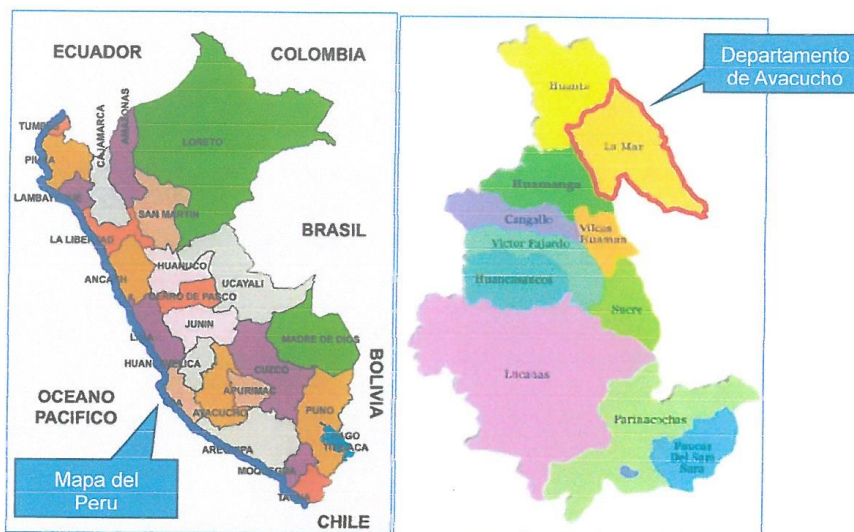 ECUADOR
COLOMBIA
TUMBES
PIURA
CAJAMARCA
AMAZONAS
LORETO
LAMBAYEQUE
SAN MARTIN
LA LIBERTAD
BRASIL
HUANUCO
ANCASH
UCAYALI
CERRO DE PASCO
JUNIN
LIMA
MADRE DE DIOS
HUANCAVELICA
CUZCO
BOLIVIA
OCEANO
PACIFICO
APURIMAC
AYACUCHO
PUNO
LAGO
TITICACA
AREQUIPA
MOQUEGUA
TACNA
CHILE
Mapa del
Peru
Departamento
de Avacucho
Huanta
La Mar
Huamanga
Cangallo
Vilcas
Huaman
Victor Fajardo
Huancasancos
Sucre
Lucanas
Parinacochas
Paucar
Del Sara
Sara